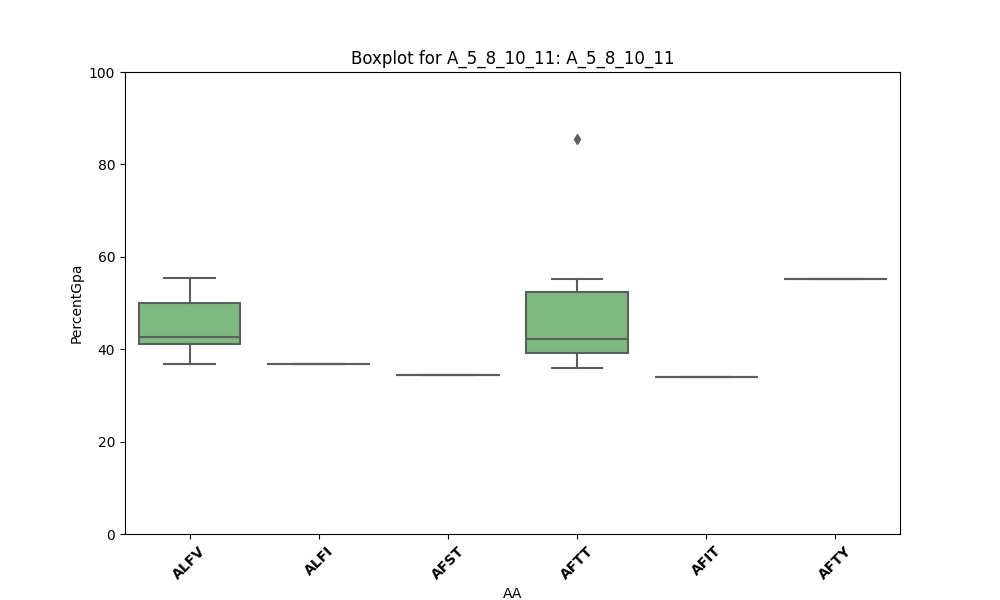 Boxplot for A_5_8_10_11: A_5_8_10_11
100
80
60
40
20
0
PercentGpa
ALFV
ALFI
AFST
AFTT
AFIT
AFTY
AA